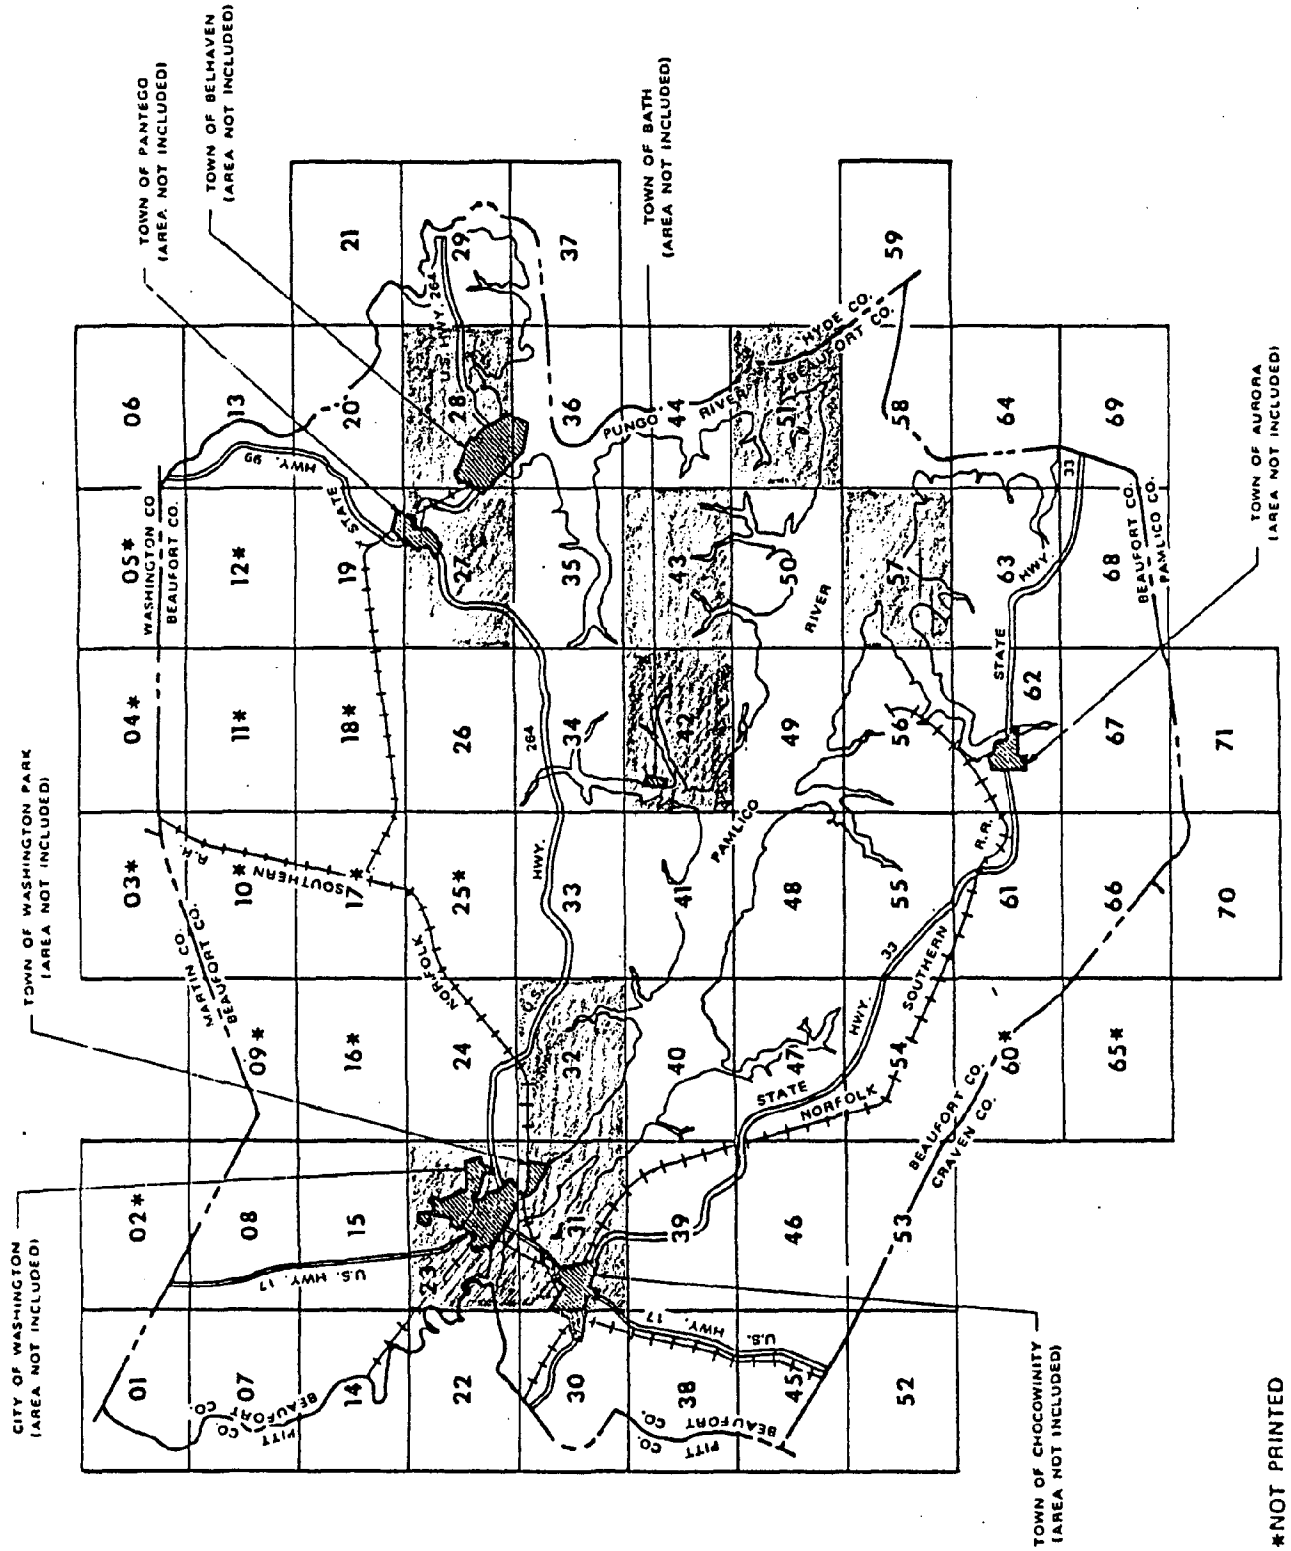 CITY OF WASHINGTON
(AREA NOT INCLUDED)
TOWN OF WASHINGTON PARK
(AREA NOT INCLUDED)
TOWN OF PANTEGO
(AREA NOT INCLUDED)
TOWN OF BELHAVEN
(AREA NOT INCLUDED)
01
02*
03*
04*
05*
06
MARTIN CO.
BEAUFORT CO.
WASHINGTON CO
BEAUFORT CO.
07
08
09*
10*
11*
12*
13
PITT CO.
BEAUFORT CO.
U.S. HWY. 17
SOUTHERN R.R.
STATE HWY. 99
14
15
16*
17*
18*
19
20
21
NORFOLK
22
23
24
25*
26
27
28
29
U.S. HWY. 264
30
31
32
33
34
35
36
37
U.S. HWY. 264
38
39
40
41
42
43
44
TOWN OF BATH
(AREA NOT INCLUDED)
PUNGO RIVER
U.S. HWY. 17
PITT CO.
BEAUFORT CO.
45
46
47
48
49
50
51
PAMLICO RIVER
HYDE CO.
BEAUFORT CO.
STATE HWY. 33
NORFOLK SOUTHERN R.R.
52
53
54
55
56
57
58
59
BEAUFORT CO.
CRAVEN CO.
60*
61
62
63
64
STATE HWY 33
65*
66
67
68
69
BEAUFORT CO.
PAMLICO CO.
70
71
TOWN OF CHOCOWINITY
(AREA NOT INCLUDED)
TOWN OF AURORA
(AREA NOT INCLUDED)
*NOT PRINTED